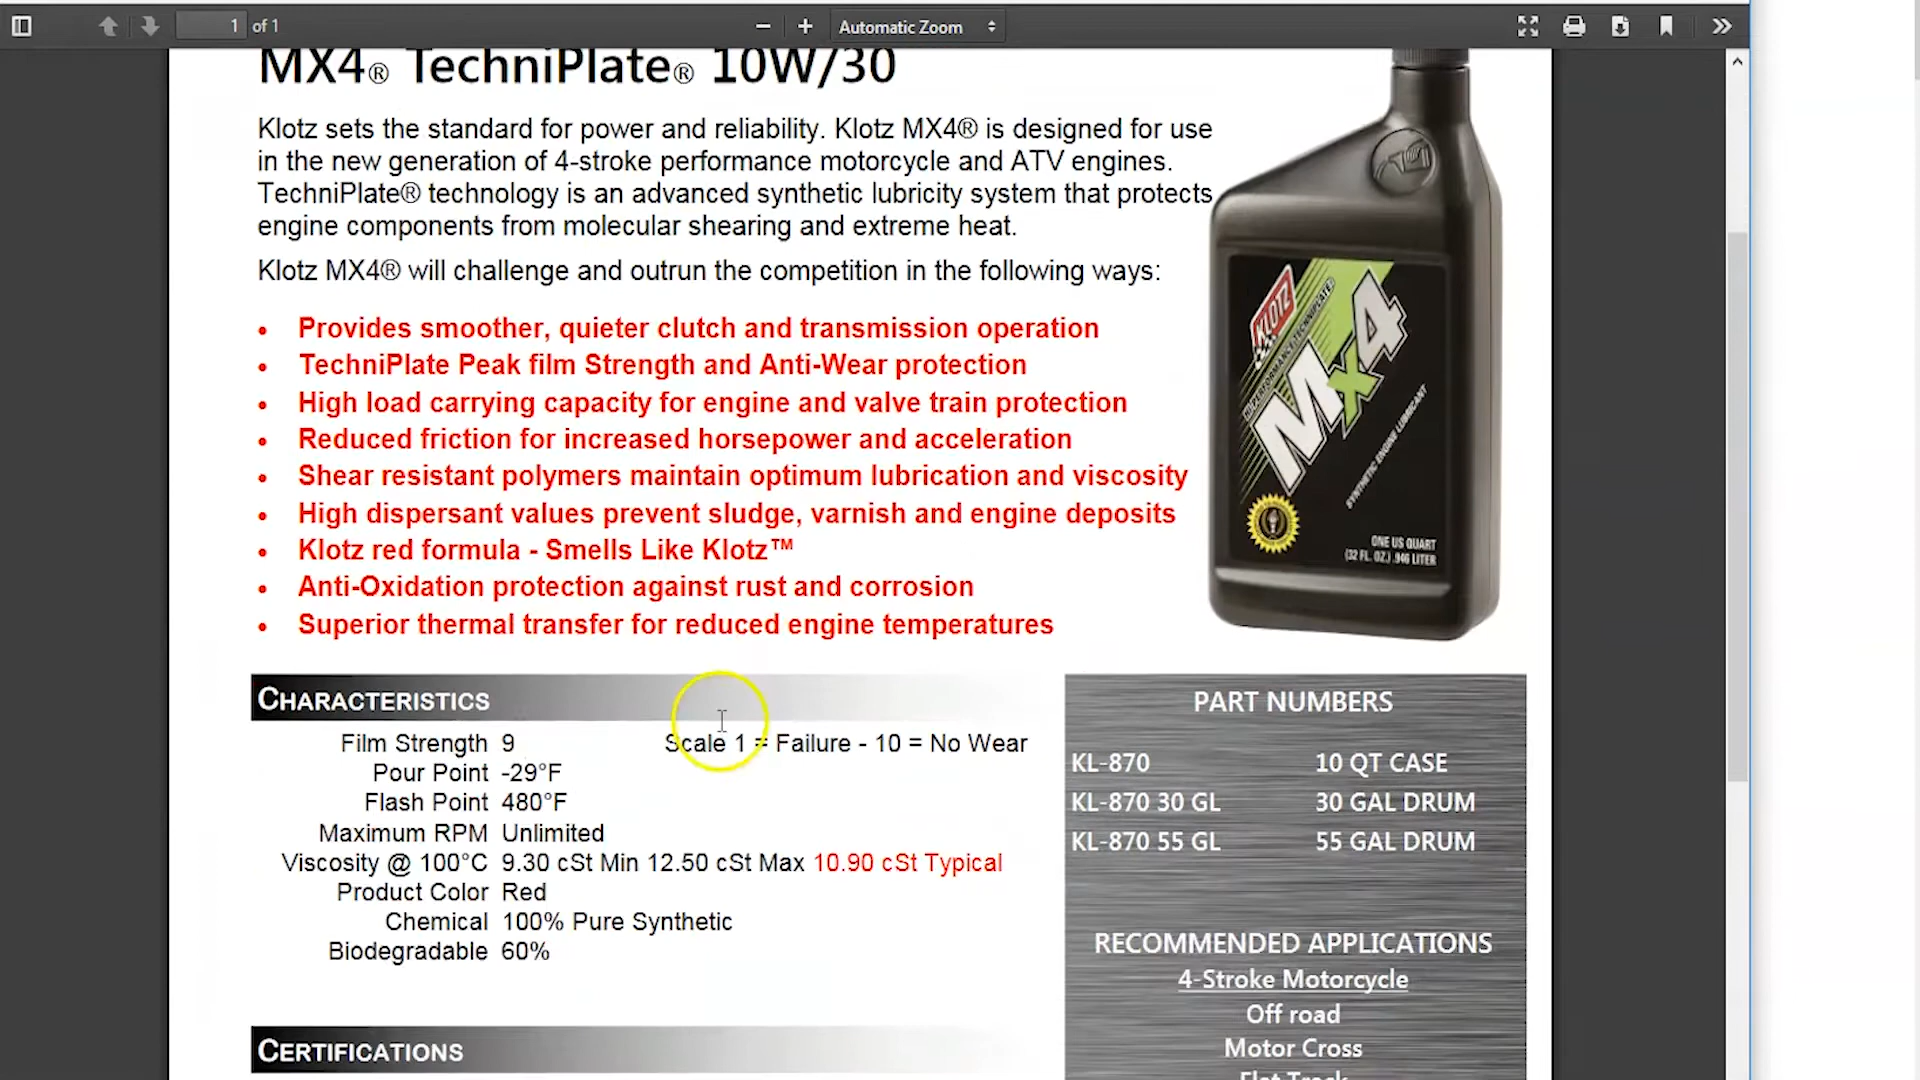 1 of 1
Automatic Zoom
MX4® TechniPlate® 10W/30
Klotz sets the standard for power and reliability. Klotz MX4® is designed for use
in the new generation of 4-stroke performance motorcycle and ATV engines.
TechniPlate® technology is an advanced synthetic lubricity system that protects
engine components from molecular shearing and extreme heat.
Klotz MX4® will challenge and outrun the competition in the following ways:
• Provides smoother, quieter clutch and transmission operation
• TechniPlate Peak film Strength and Anti-Wear protection
• High load carrying capacity for engine and valve train protection
• Reduced friction for increased horsepower and acceleration
• Shear resistant polymers maintain optimum lubrication and viscosity
• High dispersant values prevent sludge, varnish and engine deposits
• Klotz red formula - Smells Like Klotz™
• Anti-Oxidation protection against rust and corrosion
• Superior thermal transfer for reduced engine temperatures
KLOTZ
HI-PERFORMANCE TECHNIPLATE®
Mx4
SYNTHETIC ENGINE LUBRICANT
ONE US QUART
(32 FL. OZ.) .946 LITER
CHARACTERISTICS
Film Strength 9 Scale 1 = Failure - 10 = No Wear
Pour Point -29°F
Flash Point 480°F
Maximum RPM Unlimited
Viscosity @ 100°C 9.30 cSt Min 12.50 cSt Max 10.90 cSt Typical
Product Color Red
Chemical 100% Pure Synthetic
Biodegradable 60%
CERTIFICATIONS
PART NUMBERS
KL-870 10 QT CASE
KL-870 30 GL 30 GAL DRUM
KL-870 55 GL 55 GAL DRUM
RECOMMENDED APPLICATIONS
4-Stroke Motorcycle
Off road
Motor Cross
Flat Track